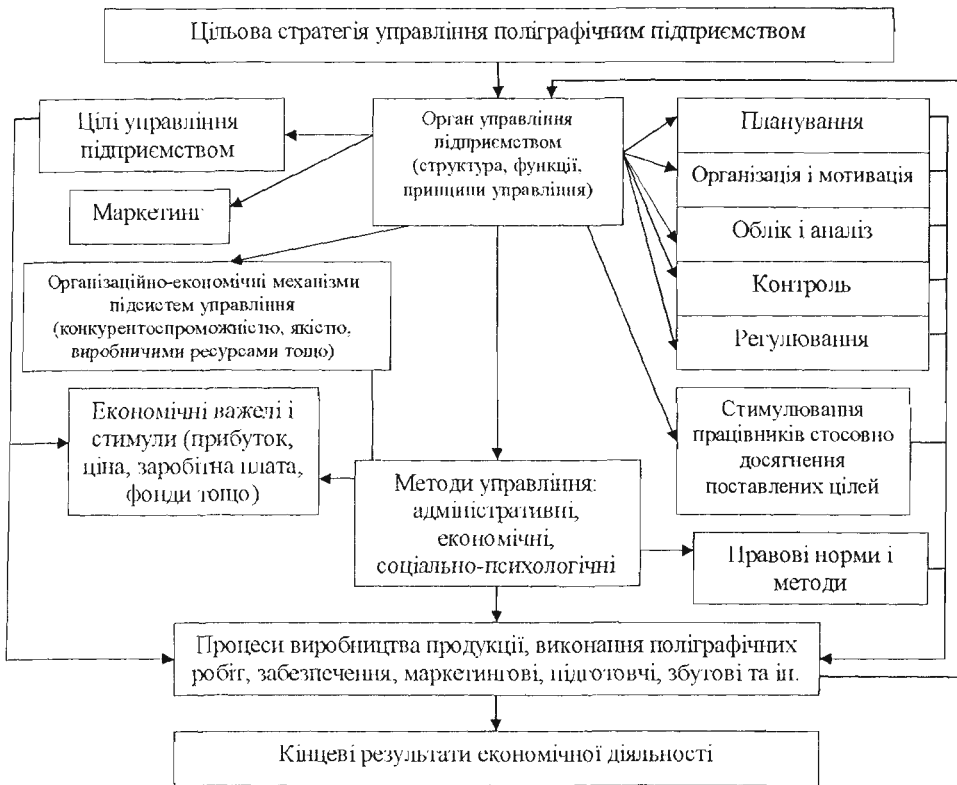 Цільова стратегія управління поліграфічним підприємством
Цілі управління
підприємством
Орган управління
підприємством
(структура, функції,
принципи управління)
Планування
Організація і мотивація
Облік і аналіз
Контроль
Регулювання
Маркетинг
Організаційно-економічні механізми
підсистем управління
(конкурентоспроможністю, якістю,
виробничими ресурсами тощо)
Економічні важелі і
стимули (прибуток,
ціна, заробітна плата,
фонди тощо)
Стимулювання
працівників стосовно
досягнення
поставлених цілей
Методи управління:
адміністративні,
економічні,
соціально-психологічні
Правові норми і
методи
Процеси виробництва продукції, виконання поліграфічних
робіт, забезпечення, маркетингові, підготовчі, збутові та ін.
Кінцеві результати економічної діяльності